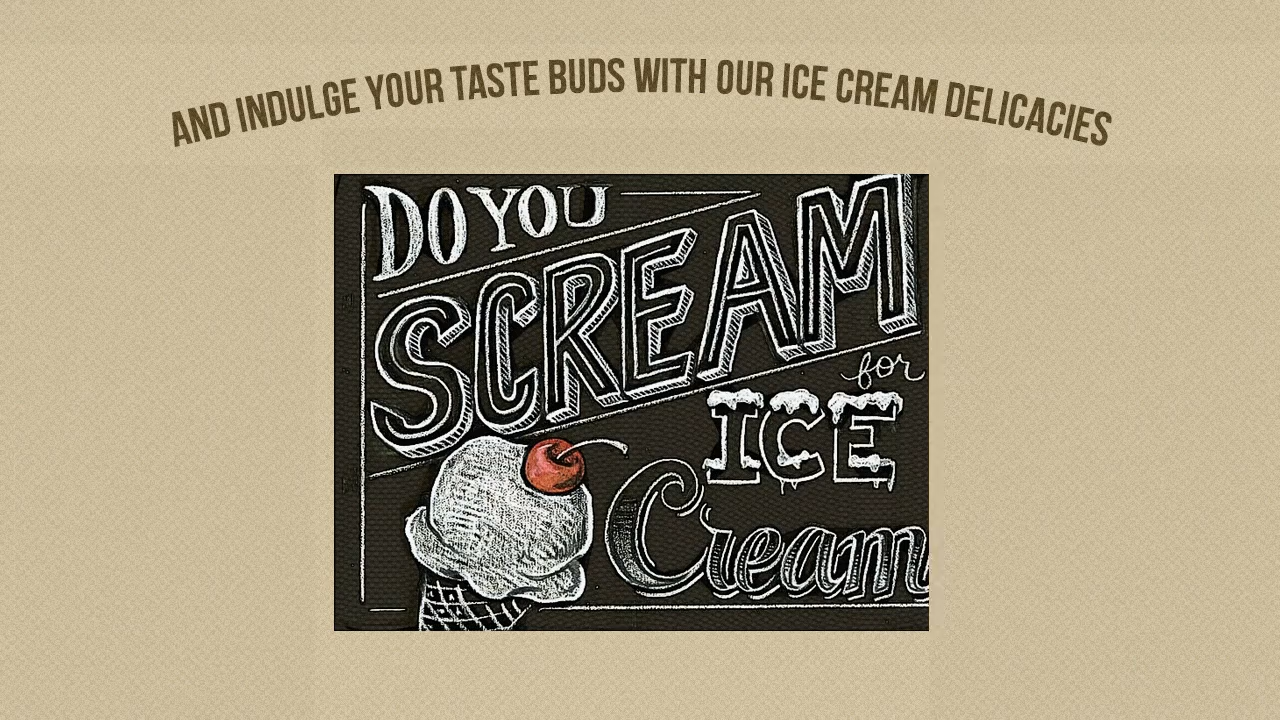 AND INDULGE YOUR TASTE BUDS WITH OUR ICE CREAM DELICACIES
DO YOU
SCREAM
for
ICE
Cream